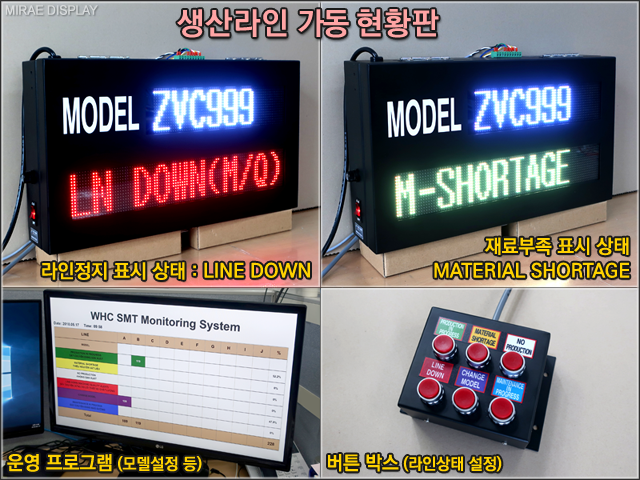 MIRAE DISPLAY
생산라인 가동 현황판
MODEL ZVC999
LN DOWN(M/Q)
라인정지 표시 상태 : LINE DOWN
MODEL ZVC999
M-SHORTAGE
재료부족 표시 상태
MATERIAL SHORTAGE
WHC SMT Monitoring System
LINE
A B C D E F G H J %
Total
LG
운영 프로그램 (모델설정 등)
PRODUCTION
IN
PROGRESS
MATERIAL
SHORTAGE
NO
PRODUCTION
LINE
DOWN
CHANGE
MODEL
MAINTANCE
IN
PROGRESS
버튼 박스 (라인상태 설정)